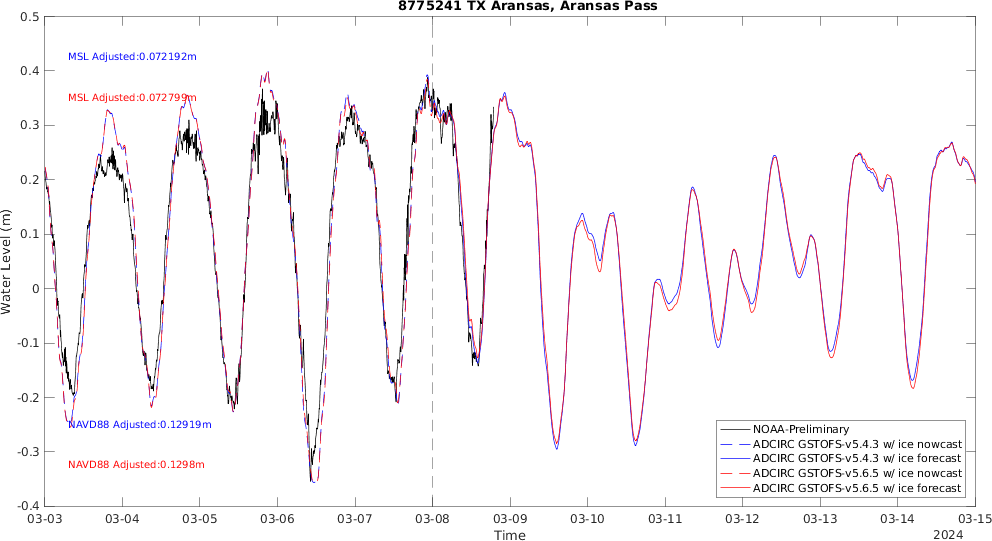 8775241 TX Aransas, Aransas Pass
0.5
0.4
0.3
0.2
0.1
0
-0.1
-0.2
-0.3
-0.4
Water Level (m)
MSL Adjusted:0.072192m
MSL Adjusted:0.072799m
NAVD88 Adjusted:0.12919m
NAVD88 Adjusted:0.1298m
NOAA-Preliminary
ADCIRC GSTOFS-v5.4.3 w/ ice nowcast
ADCIRC GSTOFS-v5.4.3 w/ ice forecast
ADCIRC GSTOFS-v5.6.5 w/ ice nowcast
ADCIRC GSTOFS-v5.6.5 w/ ice forecast
03-03 03-04 03-05 03-06 03-07 03-08 03-09 03-10 03-11 03-12 03-13 03-14 03-15
Time
2024